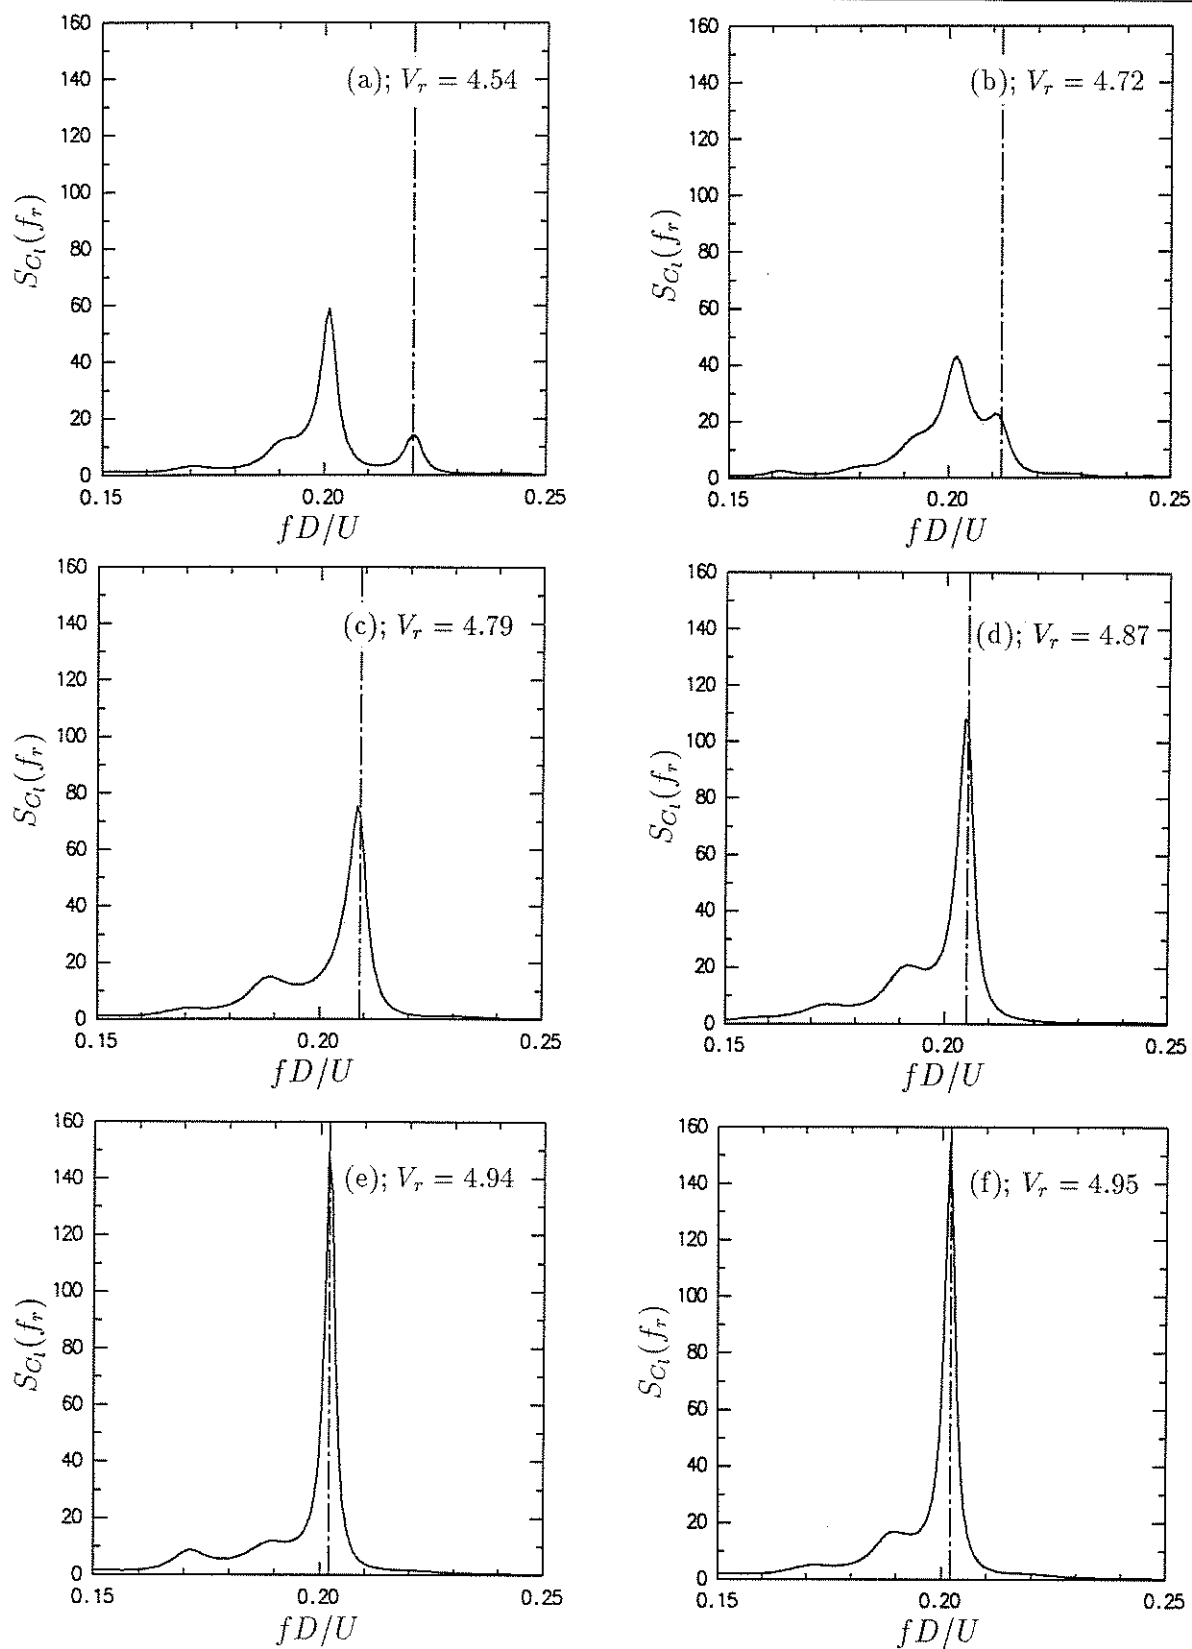 (a); V_r = 4.54
S_{C_l}(f_r)
160
140
120
100
80
60
40
20
0
0.15 0.20 0.25
fD/U
(b); V_r = 4.72
S_{C_l}(f_r)
160
140
120
100
80
60
40
20
0
0.15 0.20 0.25
fD/U
(c); V_r = 4.79
S_{C_l}(f_r)
160
140
120
100
80
60
40
20
0
0.15 0.20 0.25
fD/U
(d); V_r = 4.87
S_{C_l}(f_r)
160
140
120
100
80
60
40
20
0
0.15 0.20 0.25
fD/U
(e); V_r = 4.94
S_{C_l}(f_r)
160
140
120
100
80
60
40
20
0
0.15 0.20 0.25
fD/U
(f); V_r = 4.95
S_{C_l}(f_r)
160
140
120
100
80
60
40
20
0
0.15 0.20 0.25
fD/U